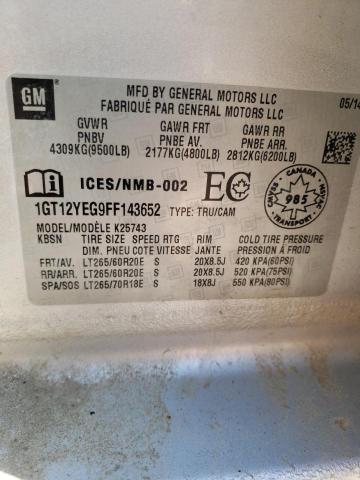 GM
MFD BY GENERAL MOTORS LLC
FABRIQUÉ PAR GENERAL MOTORS LLC
05/14
GVWR GAWR FRT GAWR RR
PNBV PNBE AV. PNBE ARR.
4309KG(9500LB) 2177KG(4800LB) 2812KG(6200LB)
ICES/NMB-002 EC
CANADA
985
TRANSPORT
1GT12YEG9FF143652 TYPE: TRU/CAM
MODEL/MODÈLE K25743
KBSN TIRE SIZE SPEED RTG RIM COLD TIRE PRESSURE
DIM. PNEU COTE VITESSE JANTE PRESSION À FROID
FRT/AV. LT265/60R20E S 20X8.5J 420 KPA(60PSI)
RR/ARR. LT265/60R20E S 20X8.5J 520 KPA(75PSI)
SPA/SOS LT265/70R18E S 18X8J 550 KPA(80PSI)